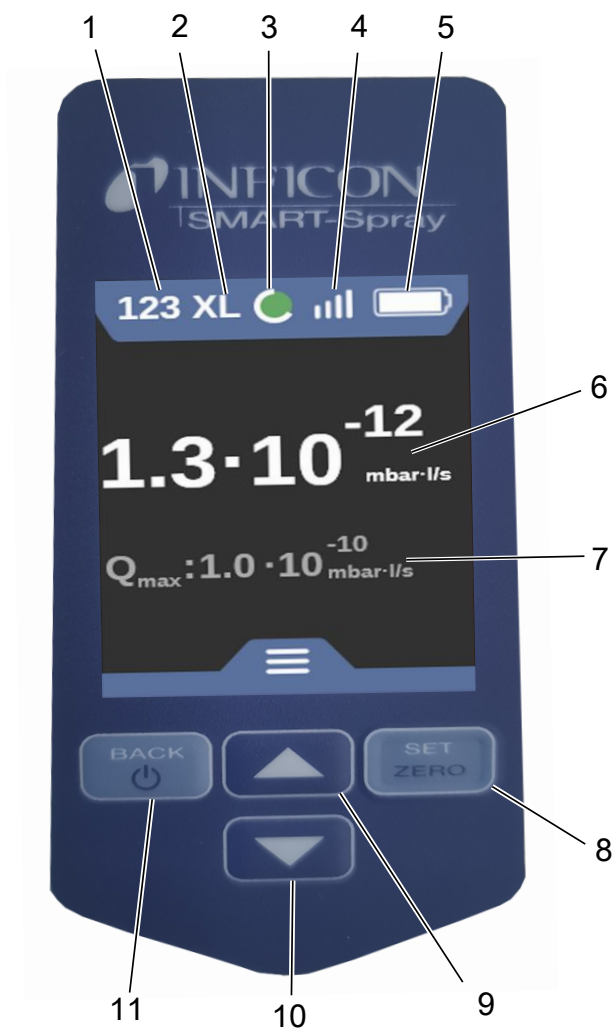 1 2 3 4 5
INFICON
SMART-Spray
123 XL
1.3·10⁻¹²
mbar·l/s
6
Qmax:1.0·10⁻¹⁰ mbar·l/s
7
BACK
SET
ZERO
8
11 10 9